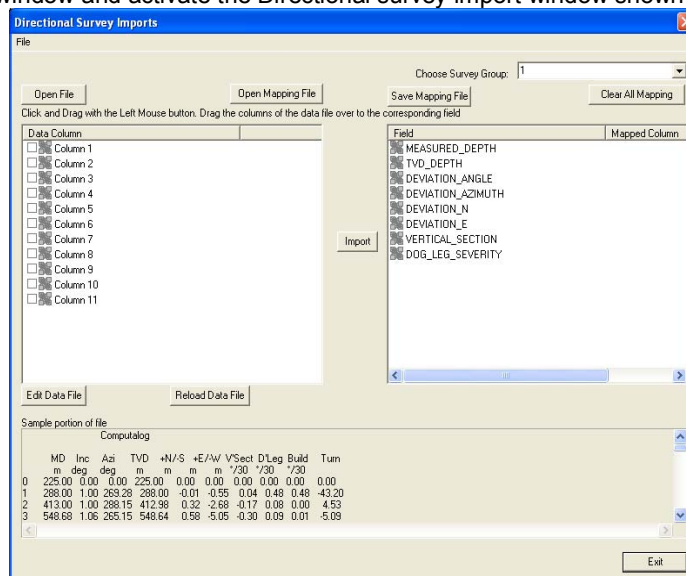 window and activate the Directional survey import window shown
Directional Survey Imports
File
Choose Survey Group: 1
Open File Open Mapping File Save Mapping File Clear All Mapping
Click and Drag with the Left Mouse button. Drag the columns of the data file over to the corresponding field
Data Column
Column 1
Column 2
Column 3
Column 4
Column 5
Column 6
Column 7
Column 8
Column 9
Column 10
Column 11
Import
Field Mapped Column
MEASURED_DEPTH
TVD_DEPTH
DEVIATION_ANGLE
DEVIATION_AZIMUTH
DEVIATION_N
DEVIATION_E
VERTICAL_SECTION
DOG_LEG_SEVERITY
Edit Data File Reload Data File
Sample portion of file
Computalog
MD Inc Azi TVD +N/-S +E/-W V'Sect D'Leg Build Turn
m deg deg m m m m °/30 °/30 °/30
0 225.00 0.00 0.00 225.00 0.00 0.00 0.00 0.00 0.00 0.00
1 288.00 1.00 269.28 288.00 -0.01 -0.55 0.04 0.48 0.48 -43.20
2 413.00 1.00 288.15 412.98 0.32 -2.68 -0.17 0.08 0.00 4.53
3 548.68 1.06 265.15 548.64 0.58 -5.05 -0.30 0.09 0.01 -5.09
Exit